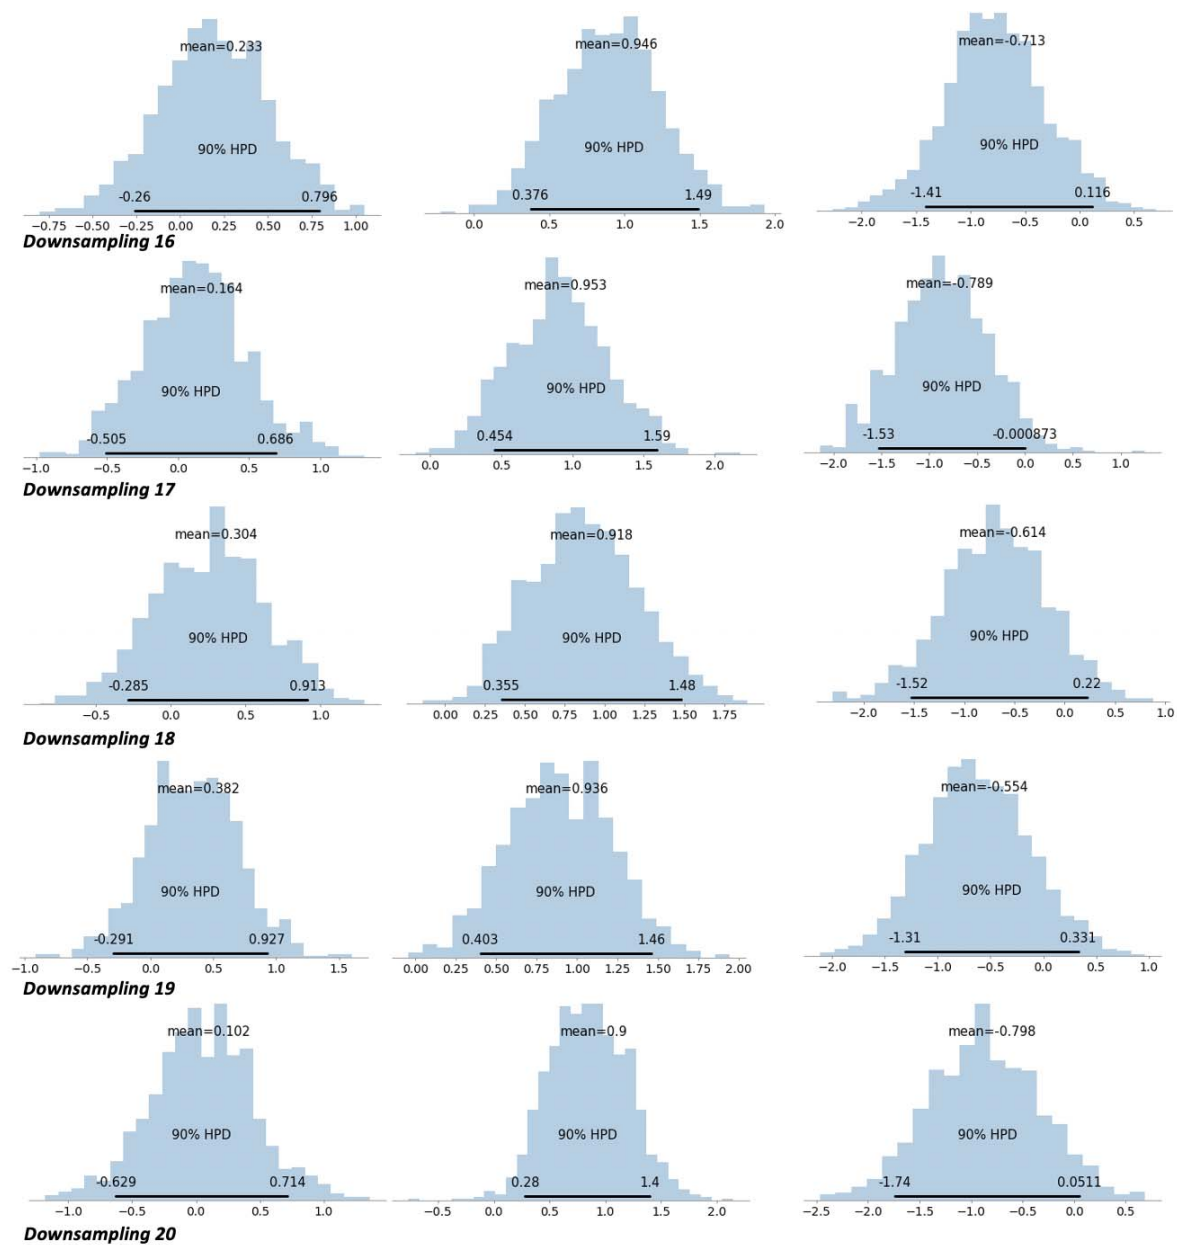 mean=0.233 mean=0.946 mean=-0.713
90% HPD 90% HPD 90% HPD
-0.26 0.796 0.376 1.49 -1.41 0.116
−0.75 −0.50 −0.25 0.00 0.25 0.50 0.75 1.00 0.0 0.5 1.0 1.5 2.0 −2.0 −1.5 −1.0 −0.5 0.0 0.5
Downsampling 16
mean=0.164 mean=0.953 mean=-0.789
90% HPD 90% HPD 90% HPD
-0.505 0.686 0.454 1.59 -1.53 -0.000873
−1.0 −0.5 0.0 0.5 1.0 0.0 0.5 1.0 1.5 2.0 −2.0 −1.5 −1.0 −0.5 0.0 0.5 1.0
Downsampling 17
mean=0.304 mean=0.918 mean=-0.614
90% HPD 90% HPD 90% HPD
-0.285 0.913 0.355 1.48 -1.52 0.22
−0.5 0.0 0.5 1.0 0.00 0.25 0.50 0.75 1.00 1.25 1.50 1.75 −2.0 −1.5 −1.0 −0.5 0.0 0.5 1.0
Downsampling 18
mean=0.382 mean=0.936 mean=-0.554
90% HPD 90% HPD 90% HPD
-0.291 0.927 0.403 1.46 -1.31 0.331
−1.0 −0.5 0.0 0.5 1.0 1.5 0.00 0.25 0.50 0.75 1.00 1.25 1.50 1.75 2.00 −2.0 −1.5 −1.0 −0.5 0.0 0.5 1.0
Downsampling 19
mean=0.102 mean=0.9 mean=-0.798
90% HPD 90% HPD 90% HPD
-0.629 0.714 0.28 1.4 -1.74 0.0511
−1.0 −0.5 0.0 0.5 1.0 −0.5 0.0 0.5 1.0 1.5 2.0 −2.5 −2.0 −1.5 −1.0 −0.5 0.0 0.5
Downsampling 20